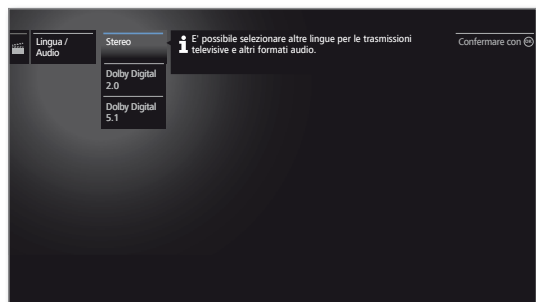 Lingua /
Audio
Stereo
Dolby Digital
2.0
Dolby Digital
5.1
E' possibile selezionare altre lingue per le trasmissioni
televisive e altri formati audio.
Confermare con OK